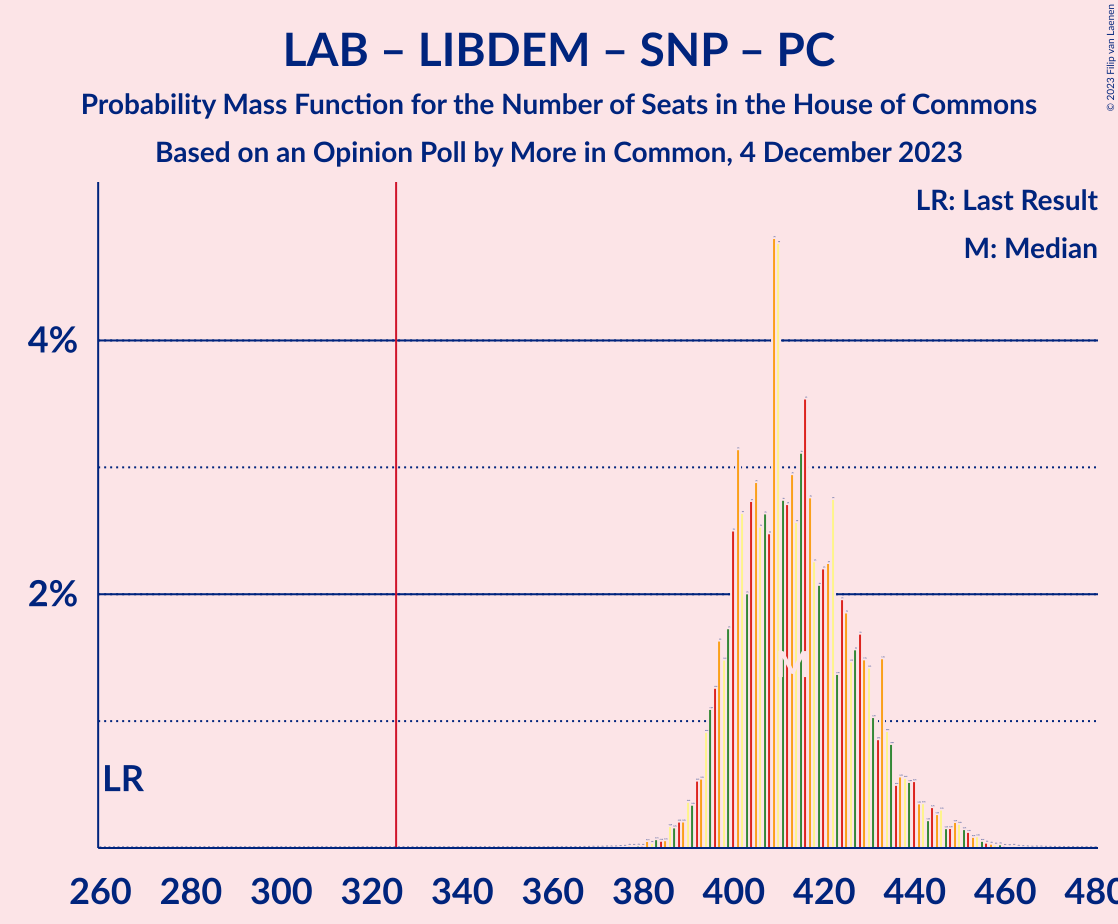 LAB – LIBDEM – SNP – PC
Probability Mass Function for the Number of Seats in the House of Commons
Based on an Opinion Poll by More in Common, 4 December 2023
© 2023 Filip van Laenen
LR: Last Result
M: Median
4%
2%
LR
M
260 280 300 320 340 360 380 400 420 440 460 480